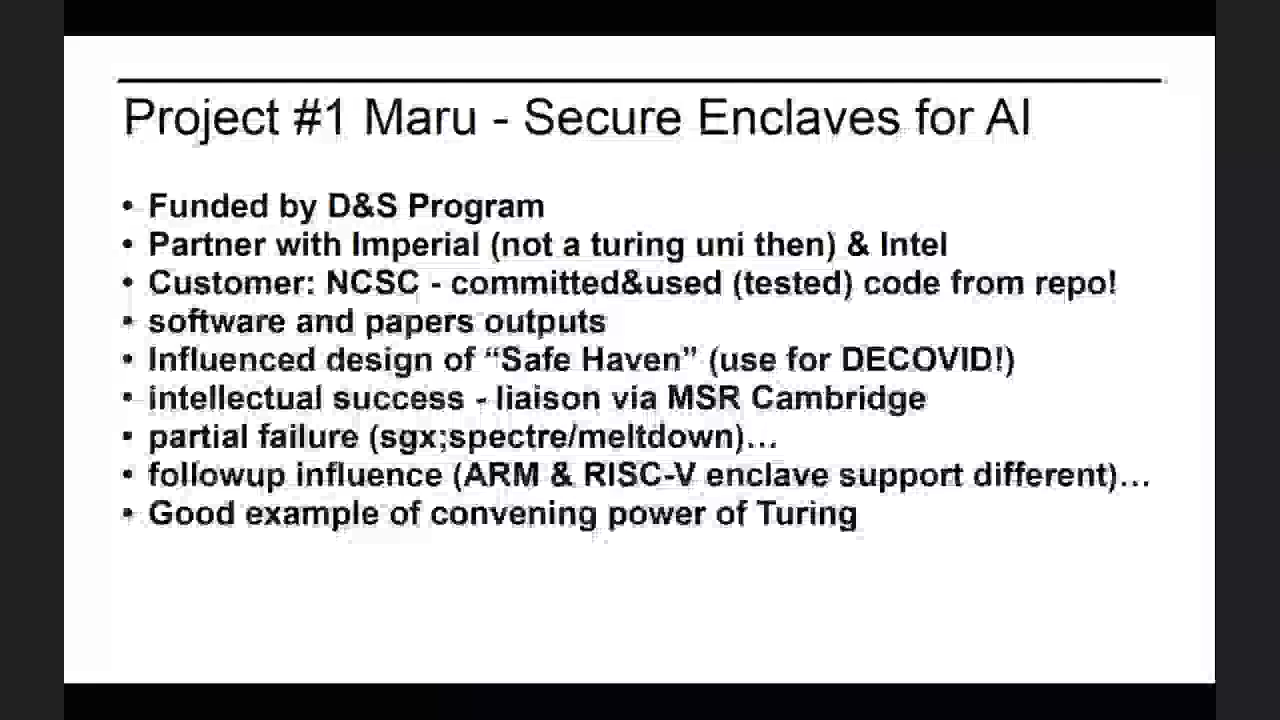 Project #1 Maru - Secure Enclaves for AI
• Funded by D&S Program
• Partner with Imperial (not a turing uni then) & Intel
• Customer: NCSC - committed&used (tested) code from repo!
• software and papers outputs
• Influenced design of “Safe Haven” (use for DECOVID!)
• intellectual success - liaison via MSR Cambridge
• partial failure (sgx;spectre/meltdown)…
• followup influence (ARM & RISC-V enclave support different)…
• Good example of convening power of Turing